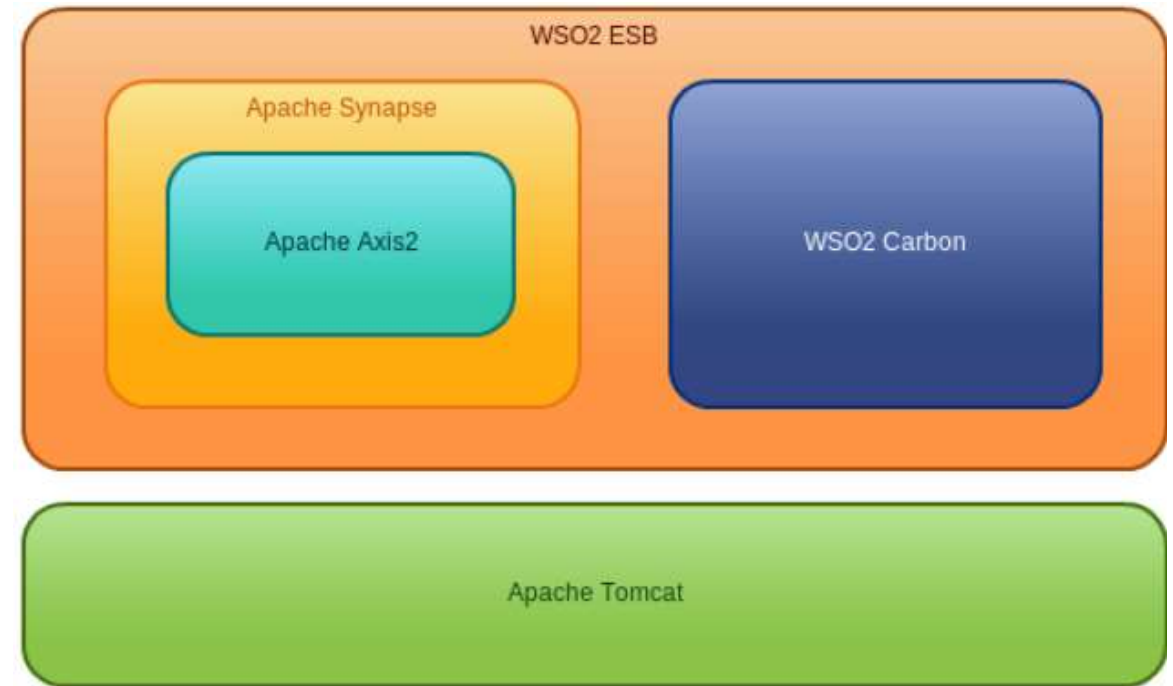 WSO2 ESB
Apache Synapse
Apache Axis2
WSO2 Carbon
Apache Tomcat